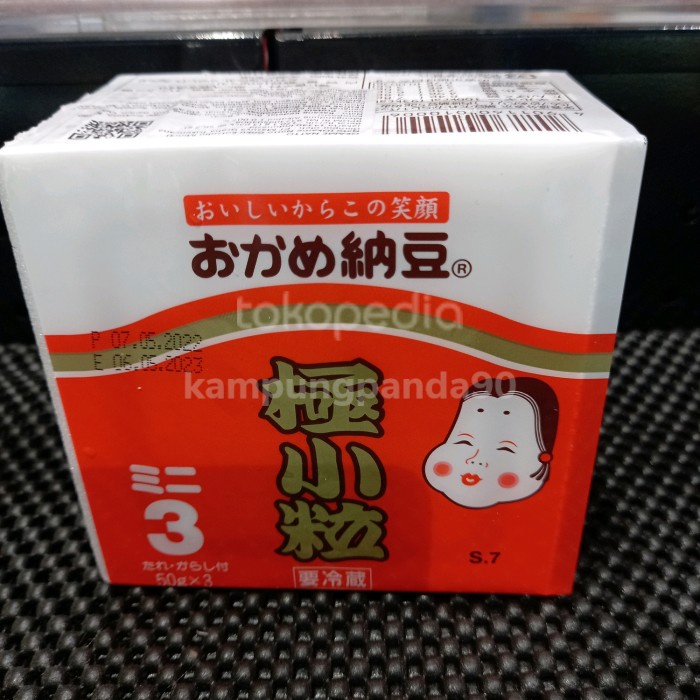 おいしいからこの笑顔
おかめ納豆®
tokopedia
P 07.05.2022
E 06.05.2023
kampungpanda90
極小粒
ミニ
3
たれ・からし付
50g×3
要冷蔵
S.7